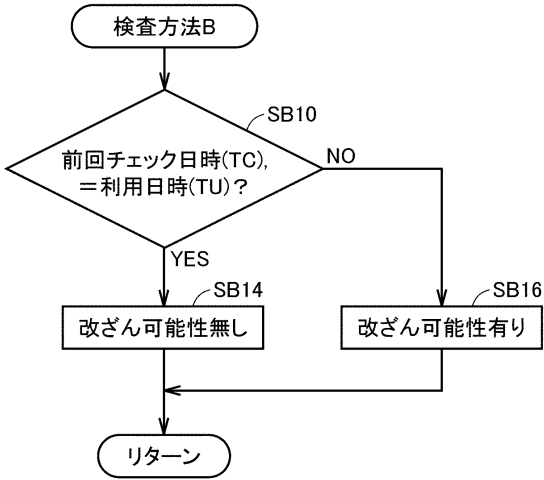 検査方法B
SB10
前回チェック日時(TC),
=利用日時(TU)?
NO
YES
SB14
SB16
改ざん可能性無し
改ざん可能性有り
リターン